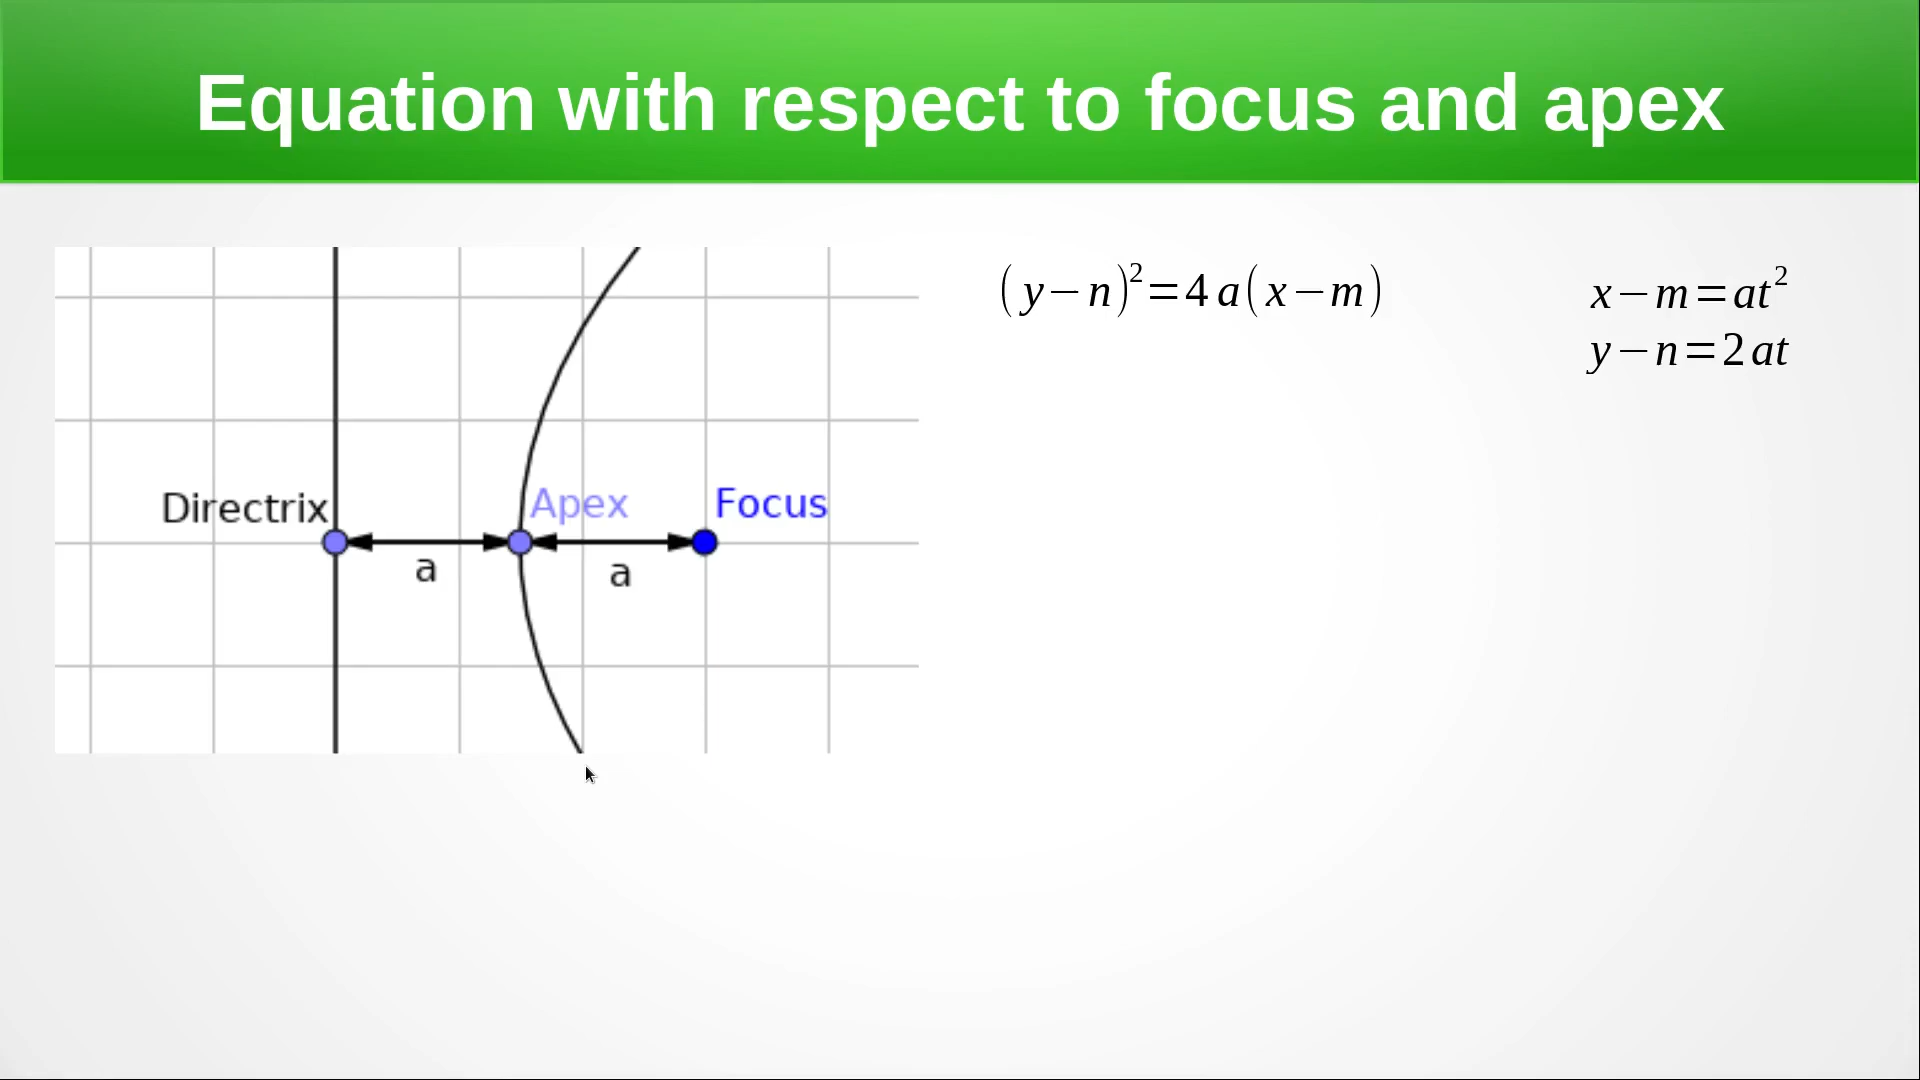 Equation with respect to focus and apex
(y−n)²=4a(x−m)
x−m=at²
y−n=2at
Directrix
Apex
Focus
a
a